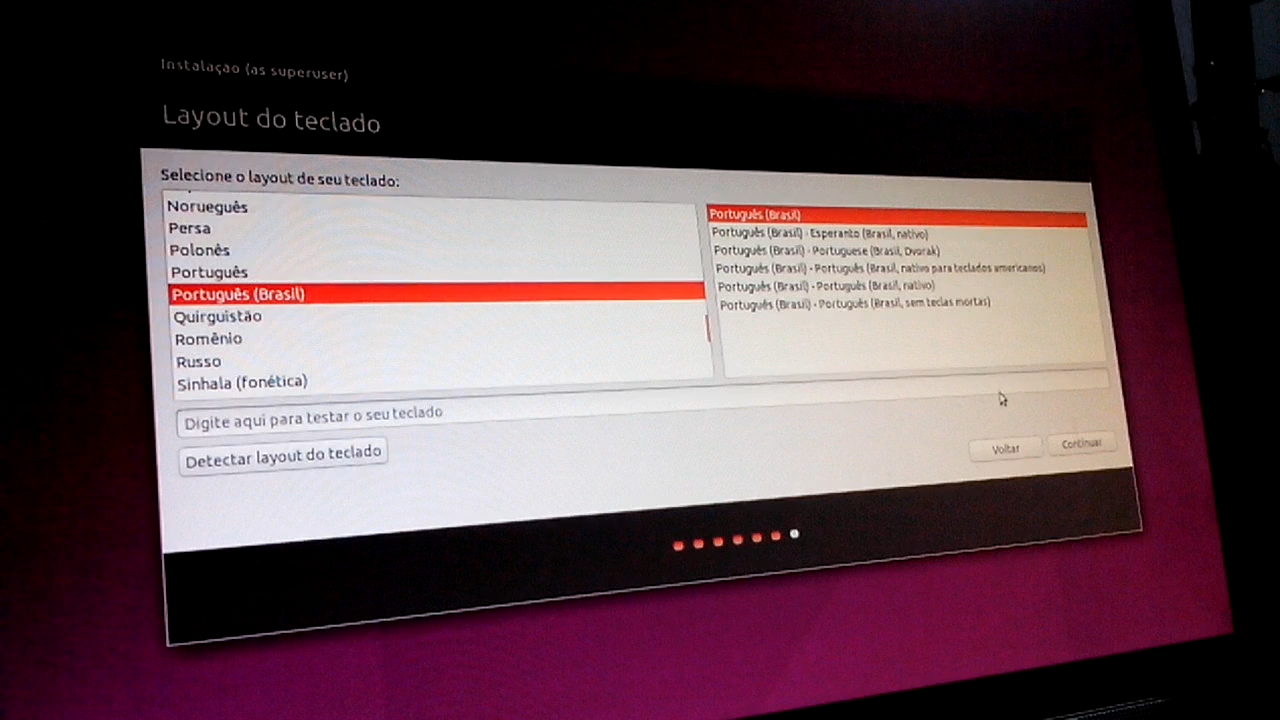 Instalação (as superuser)
Layout do teclado
Selecione o layout de seu teclado:
Norueguês
Persa
Polonês
Português
Português (Brasil)
Quirguistão
Romênio
Russo
Sinhala (fonética)
Português (Brasil)
Português (Brasil) - Esperanto (Brasil, nativo)
Português (Brasil) - Portuguese (Brasil, Dvorak)
Português (Brasil) - Português (Brasil, nativo para teclados americanos)
Português (Brasil) - Português (Brasil, nativo)
Português (Brasil) - Português (Brasil, sem teclas mortas)
Digite aqui para testar o seu teclado
Detectar layout do teclado
Voltar
Continuar